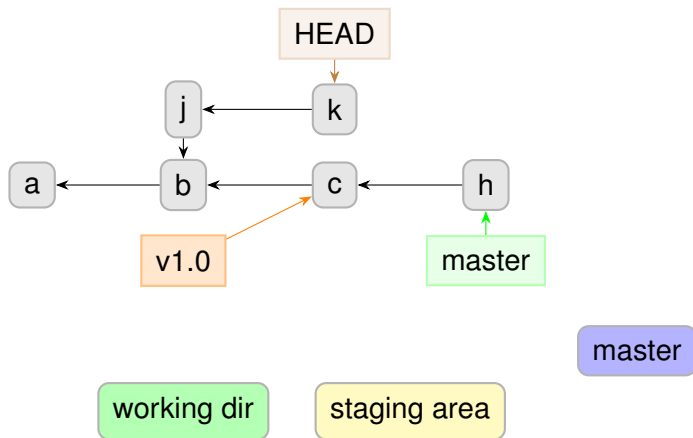 HEAD
j
k
a
b
c
h
v1.0
master
master
working dir
staging area